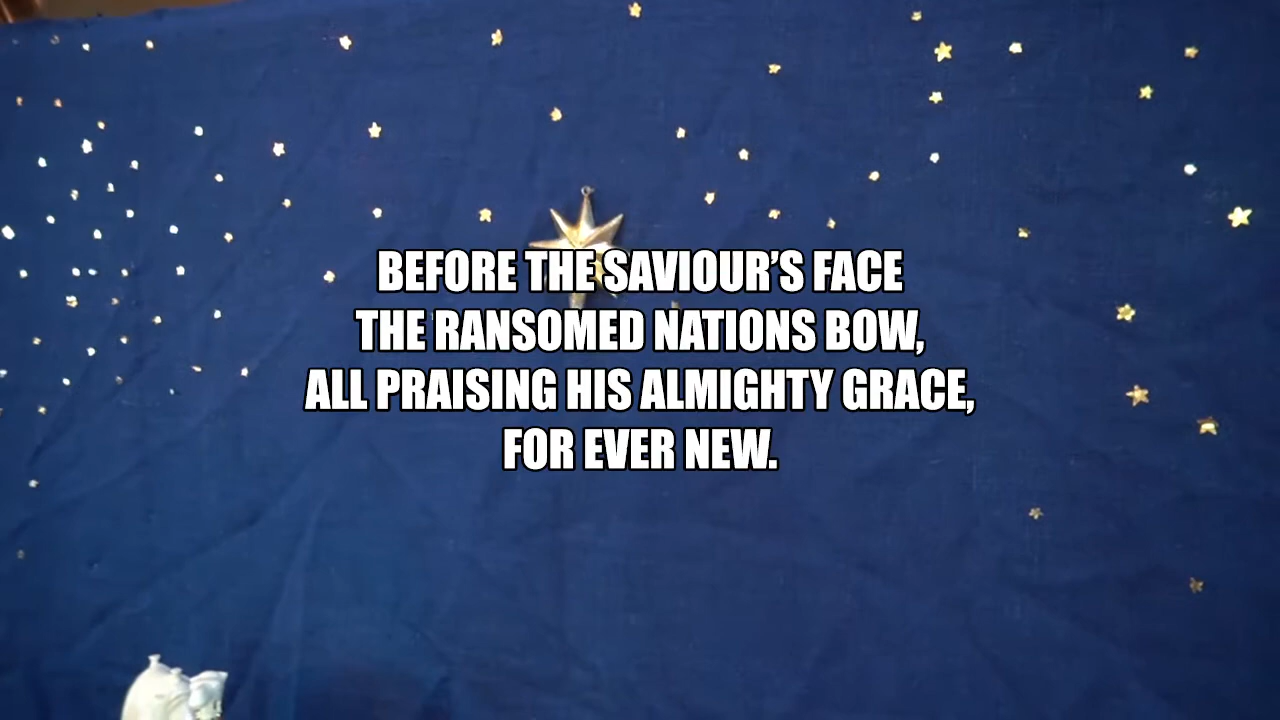 BEFORE THE SAVIOUR’S FACE
THE RANSOMED NATIONS BOW,
ALL PRAISING HIS ALMIGHTY GRACE,
FOR EVER NEW.